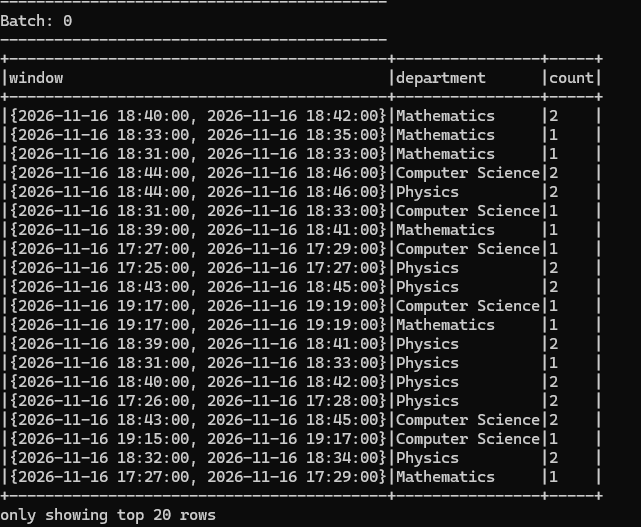 -------------------------------------------
Batch: 0
-------------------------------------------
+------------------------------------------+----------------+-----+
|window                                    |department      |count|
+------------------------------------------+----------------+-----+
|{2026-11-16 18:40:00, 2026-11-16 18:42:00}|Mathematics     |2    |
|{2026-11-16 18:33:00, 2026-11-16 18:35:00}|Mathematics     |1    |
|{2026-11-16 18:31:00, 2026-11-16 18:33:00}|Mathematics     |1    |
|{2026-11-16 18:44:00, 2026-11-16 18:46:00}|Computer Science|2    |
|{2026-11-16 18:44:00, 2026-11-16 18:46:00}|Physics         |2    |
|{2026-11-16 18:31:00, 2026-11-16 18:33:00}|Computer Science|1    |
|{2026-11-16 18:39:00, 2026-11-16 18:41:00}|Mathematics     |1    |
|{2026-11-16 17:27:00, 2026-11-16 17:29:00}|Computer Science|1    |
|{2026-11-16 17:25:00, 2026-11-16 17:27:00}|Physics         |2    |
|{2026-11-16 18:43:00, 2026-11-16 18:45:00}|Physics         |2    |
|{2026-11-16 19:17:00, 2026-11-16 19:19:00}|Computer Science|1    |
|{2026-11-16 19:17:00, 2026-11-16 19:19:00}|Mathematics     |1    |
|{2026-11-16 18:39:00, 2026-11-16 18:41:00}|Physics         |2    |
|{2026-11-16 18:31:00, 2026-11-16 18:33:00}|Physics         |1    |
|{2026-11-16 18:40:00, 2026-11-16 18:42:00}|Physics         |2    |
|{2026-11-16 17:26:00, 2026-11-16 17:28:00}|Physics         |2    |
|{2026-11-16 18:43:00, 2026-11-16 18:45:00}|Computer Science|2    |
|{2026-11-16 19:15:00, 2026-11-16 19:17:00}|Computer Science|1    |
|{2026-11-16 18:32:00, 2026-11-16 18:34:00}|Physics         |2    |
|{2026-11-16 17:27:00, 2026-11-16 17:29:00}|Mathematics     |1    |
+------------------------------------------+----------------+-----+
only showing top 20 rows